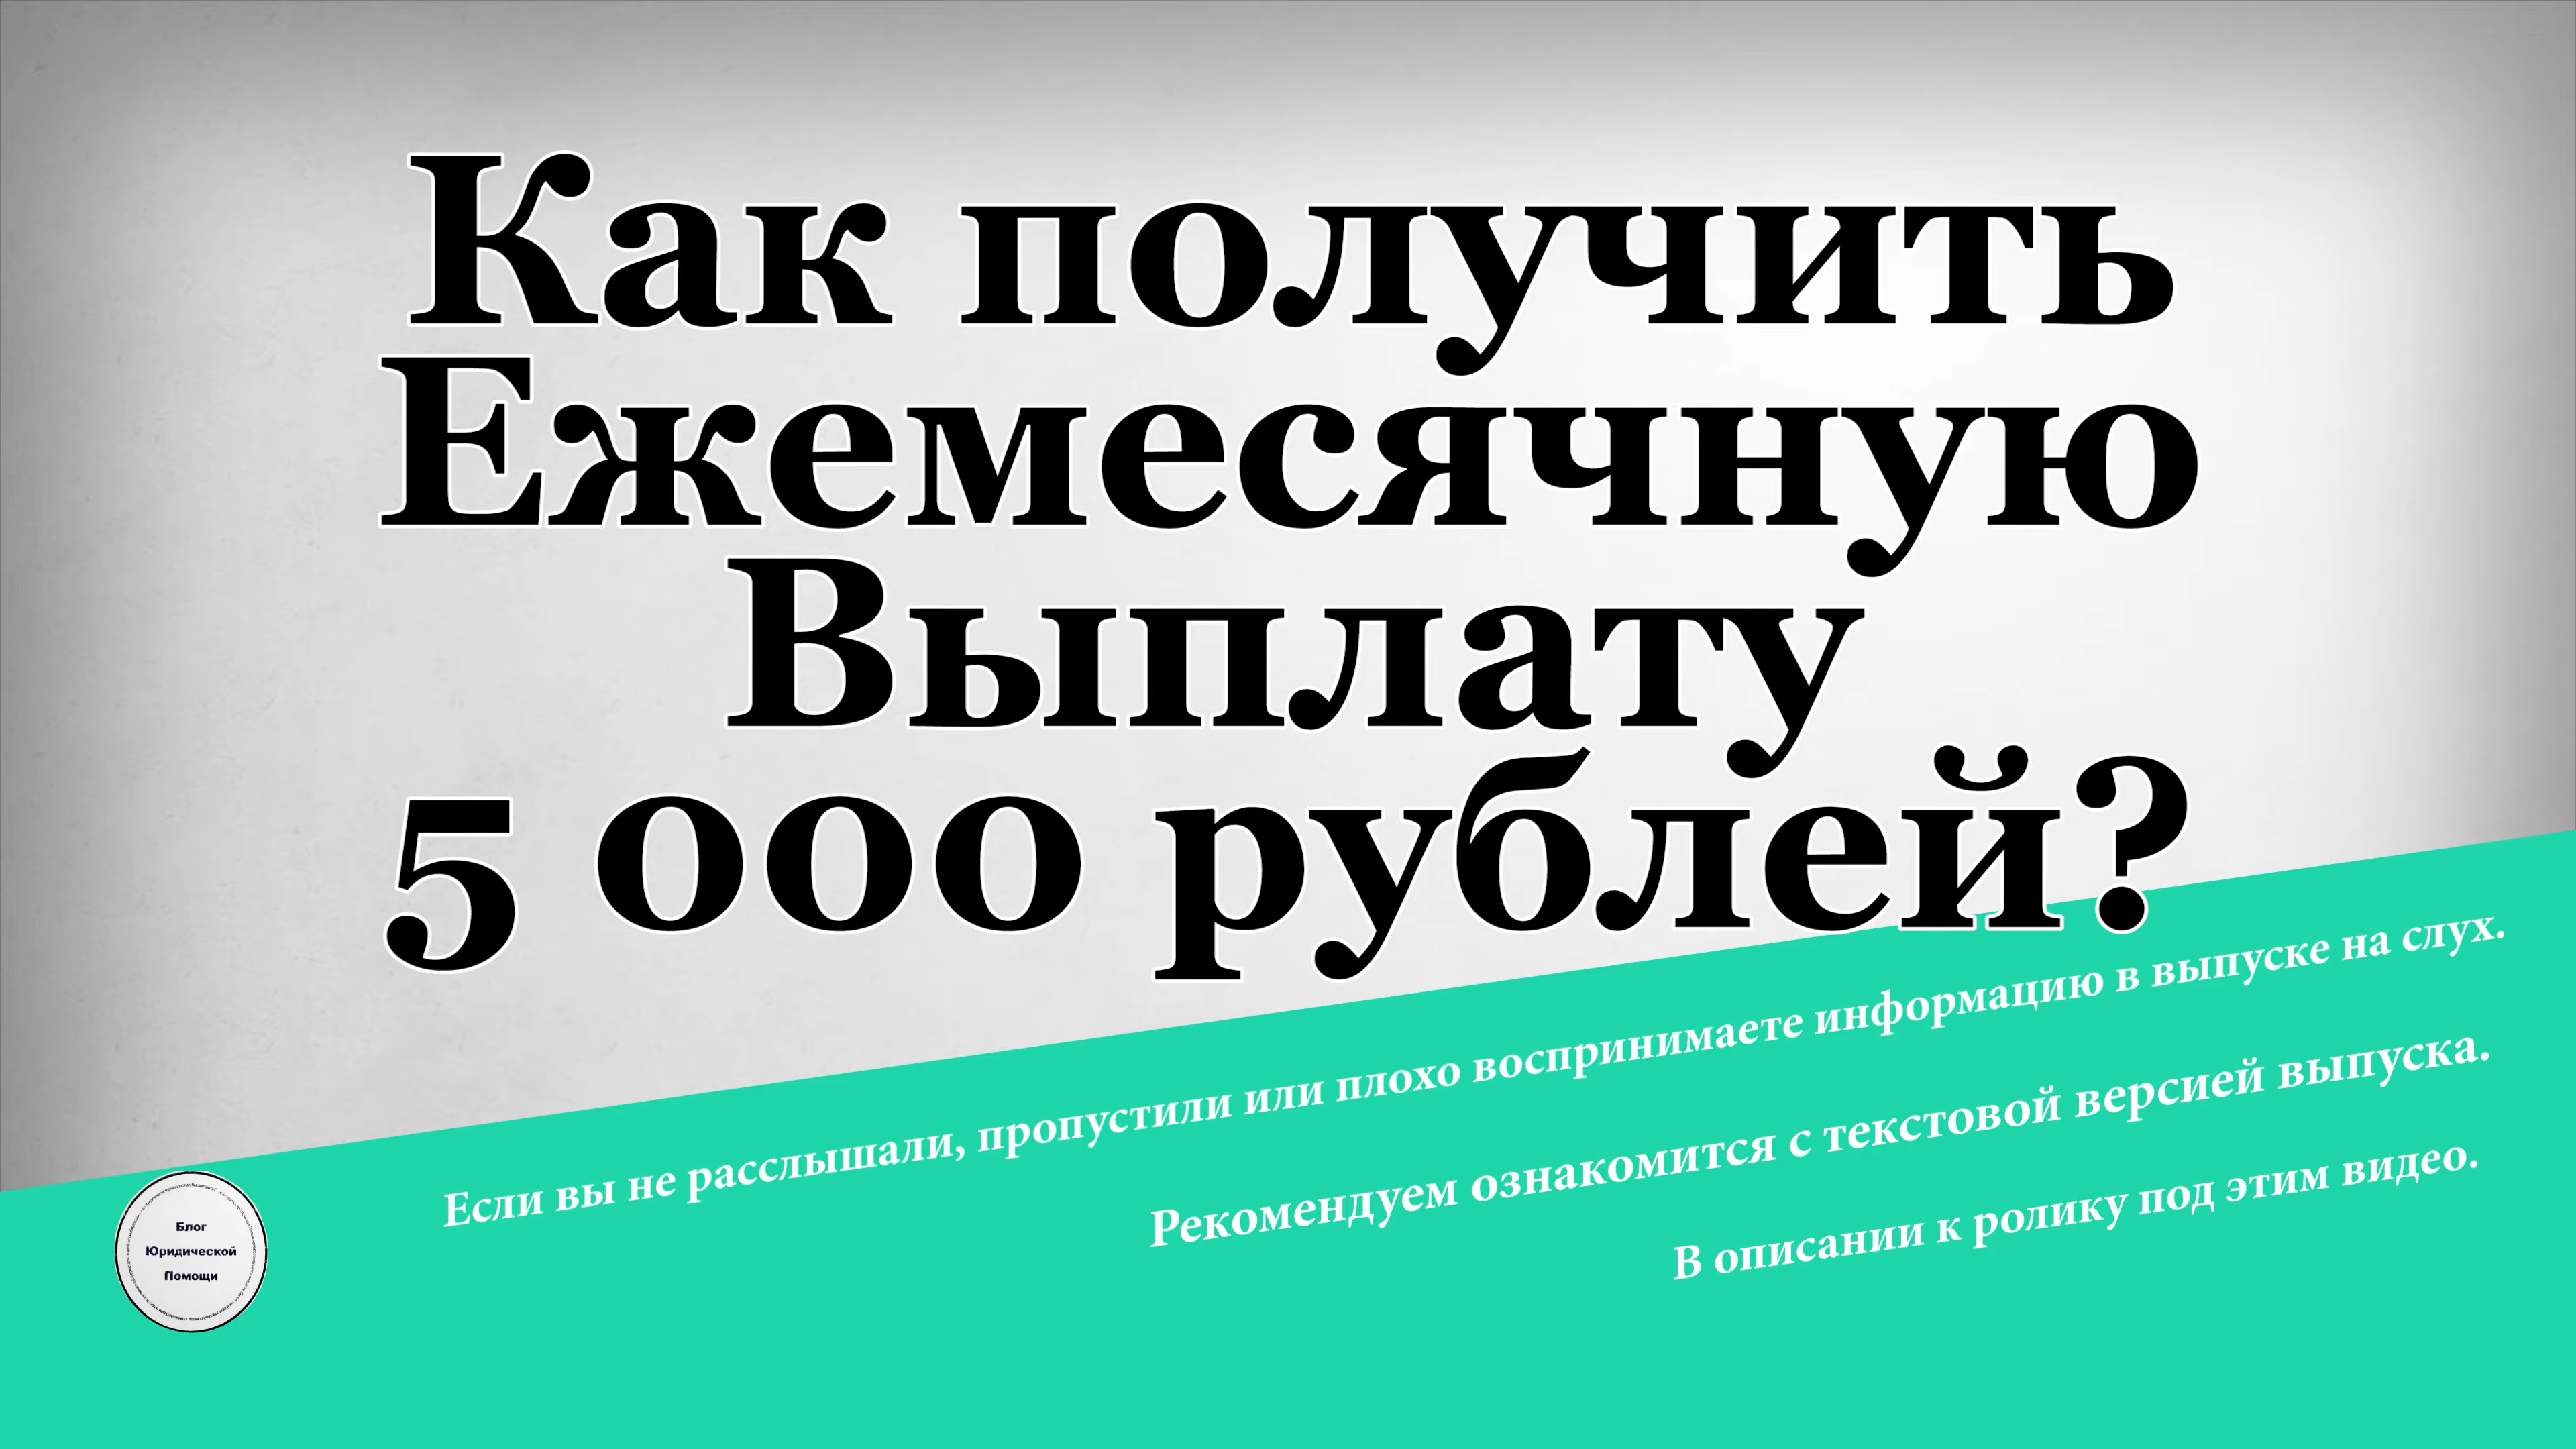 Как получить
Ежемесячную
Выплату
5 000 рублей?
Если вы не расслышали, пропустили или плохо воспринимаете информацию в выпуске на слух.
Рекомендуем ознакомится с текстовой версией выпуска.
В описании к ролику под этим видео.
Блог
Юридической
Помощи